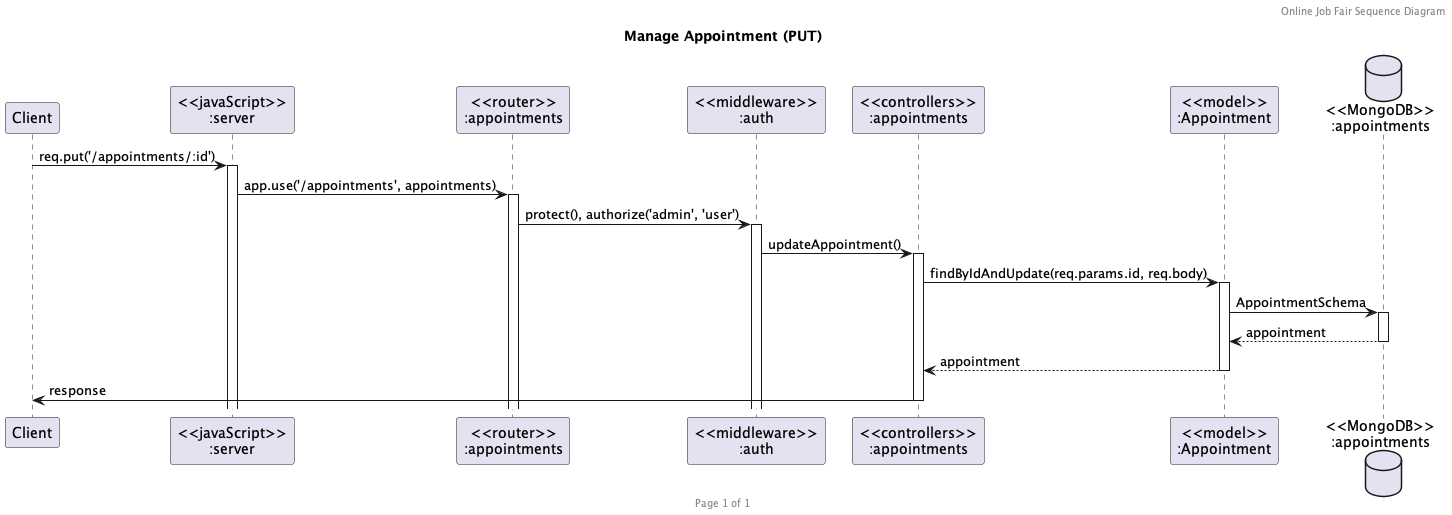 Online Job Fair Sequence Diagram
Manage Appointment (PUT)
Client
<<javaScript>>
:server
<<router>>
:appointments
<<middleware>>
:auth
<<controllers>>
:appointments
<<model>>
:Appointment
<<MongoDB>>
:appointments
req.put('/appointments/:id')
app.use('/appointments', appointments)
protect(), authorize('admin', 'user')
updateAppointment()
findByIdAndUpdate(req.params.id, req.body)
AppointmentSchema
appointment
appointment
response
Client
<<javaScript>>
:server
<<router>>
:appointments
<<middleware>>
:auth
<<controllers>>
:appointments
<<model>>
:Appointment
<<MongoDB>>
:appointments
Page 1 of 1